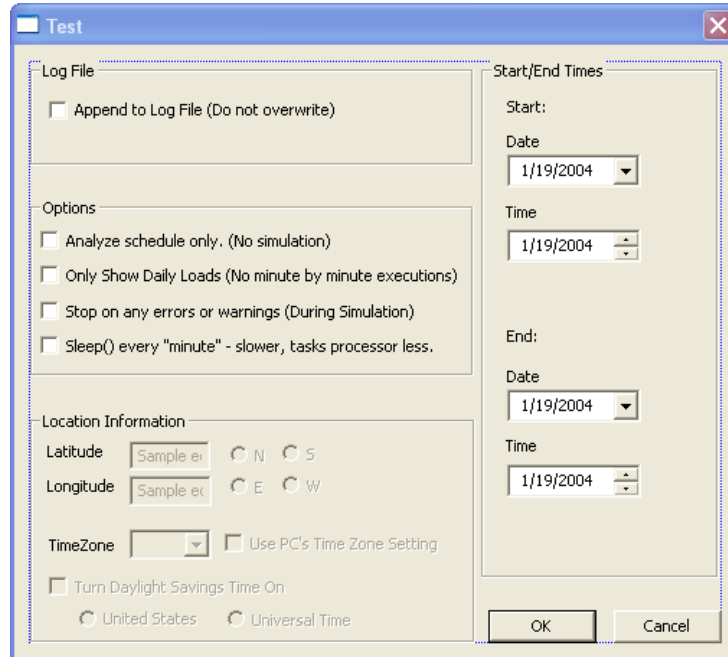 Test
Log File
Append to Log File (Do not overwrite)
Options
Analyze schedule only. (No simulation)
Only Show Daily Loads (No minute by minute executions)
Stop on any errors or warnings (During Simulation)
Sleep() every "minute" - slower, tasks processor less.
Location Information
Latitude Sample e N S
Longitude Sample ec E W
TimeZone Use PC's Time Zone Setting
Turn Daylight Savings Time On
United States Universal Time
Start/End Times
Start:
Date
1/19/2004
Time
1/19/2004
End:
Date
1/19/2004
Time
1/19/2004
OK Cancel